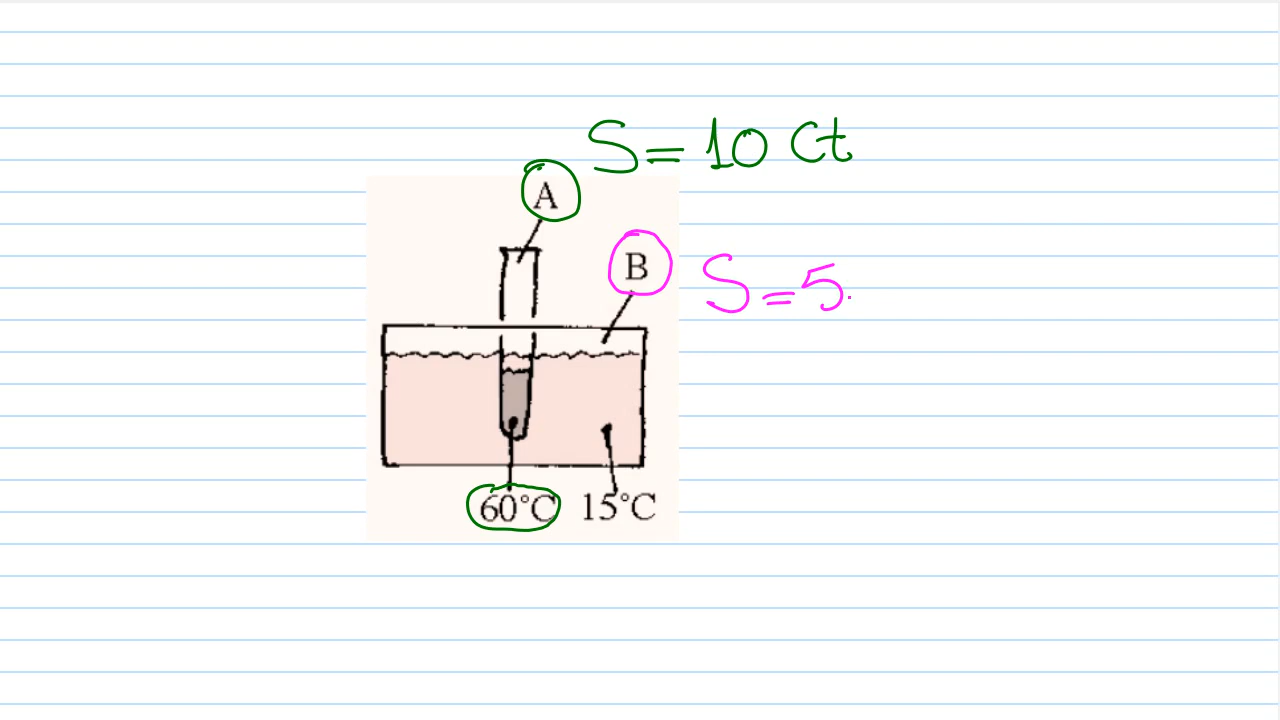 S = 10 Ct
A
B
S = 5.
60°C 15°C